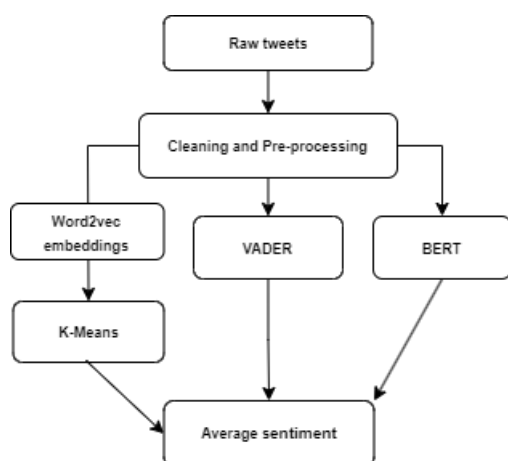 Raw tweets
Cleaning and Pre-processing
Word2vec
embeddings
VADER
BERT
K-Means
Average sentiment